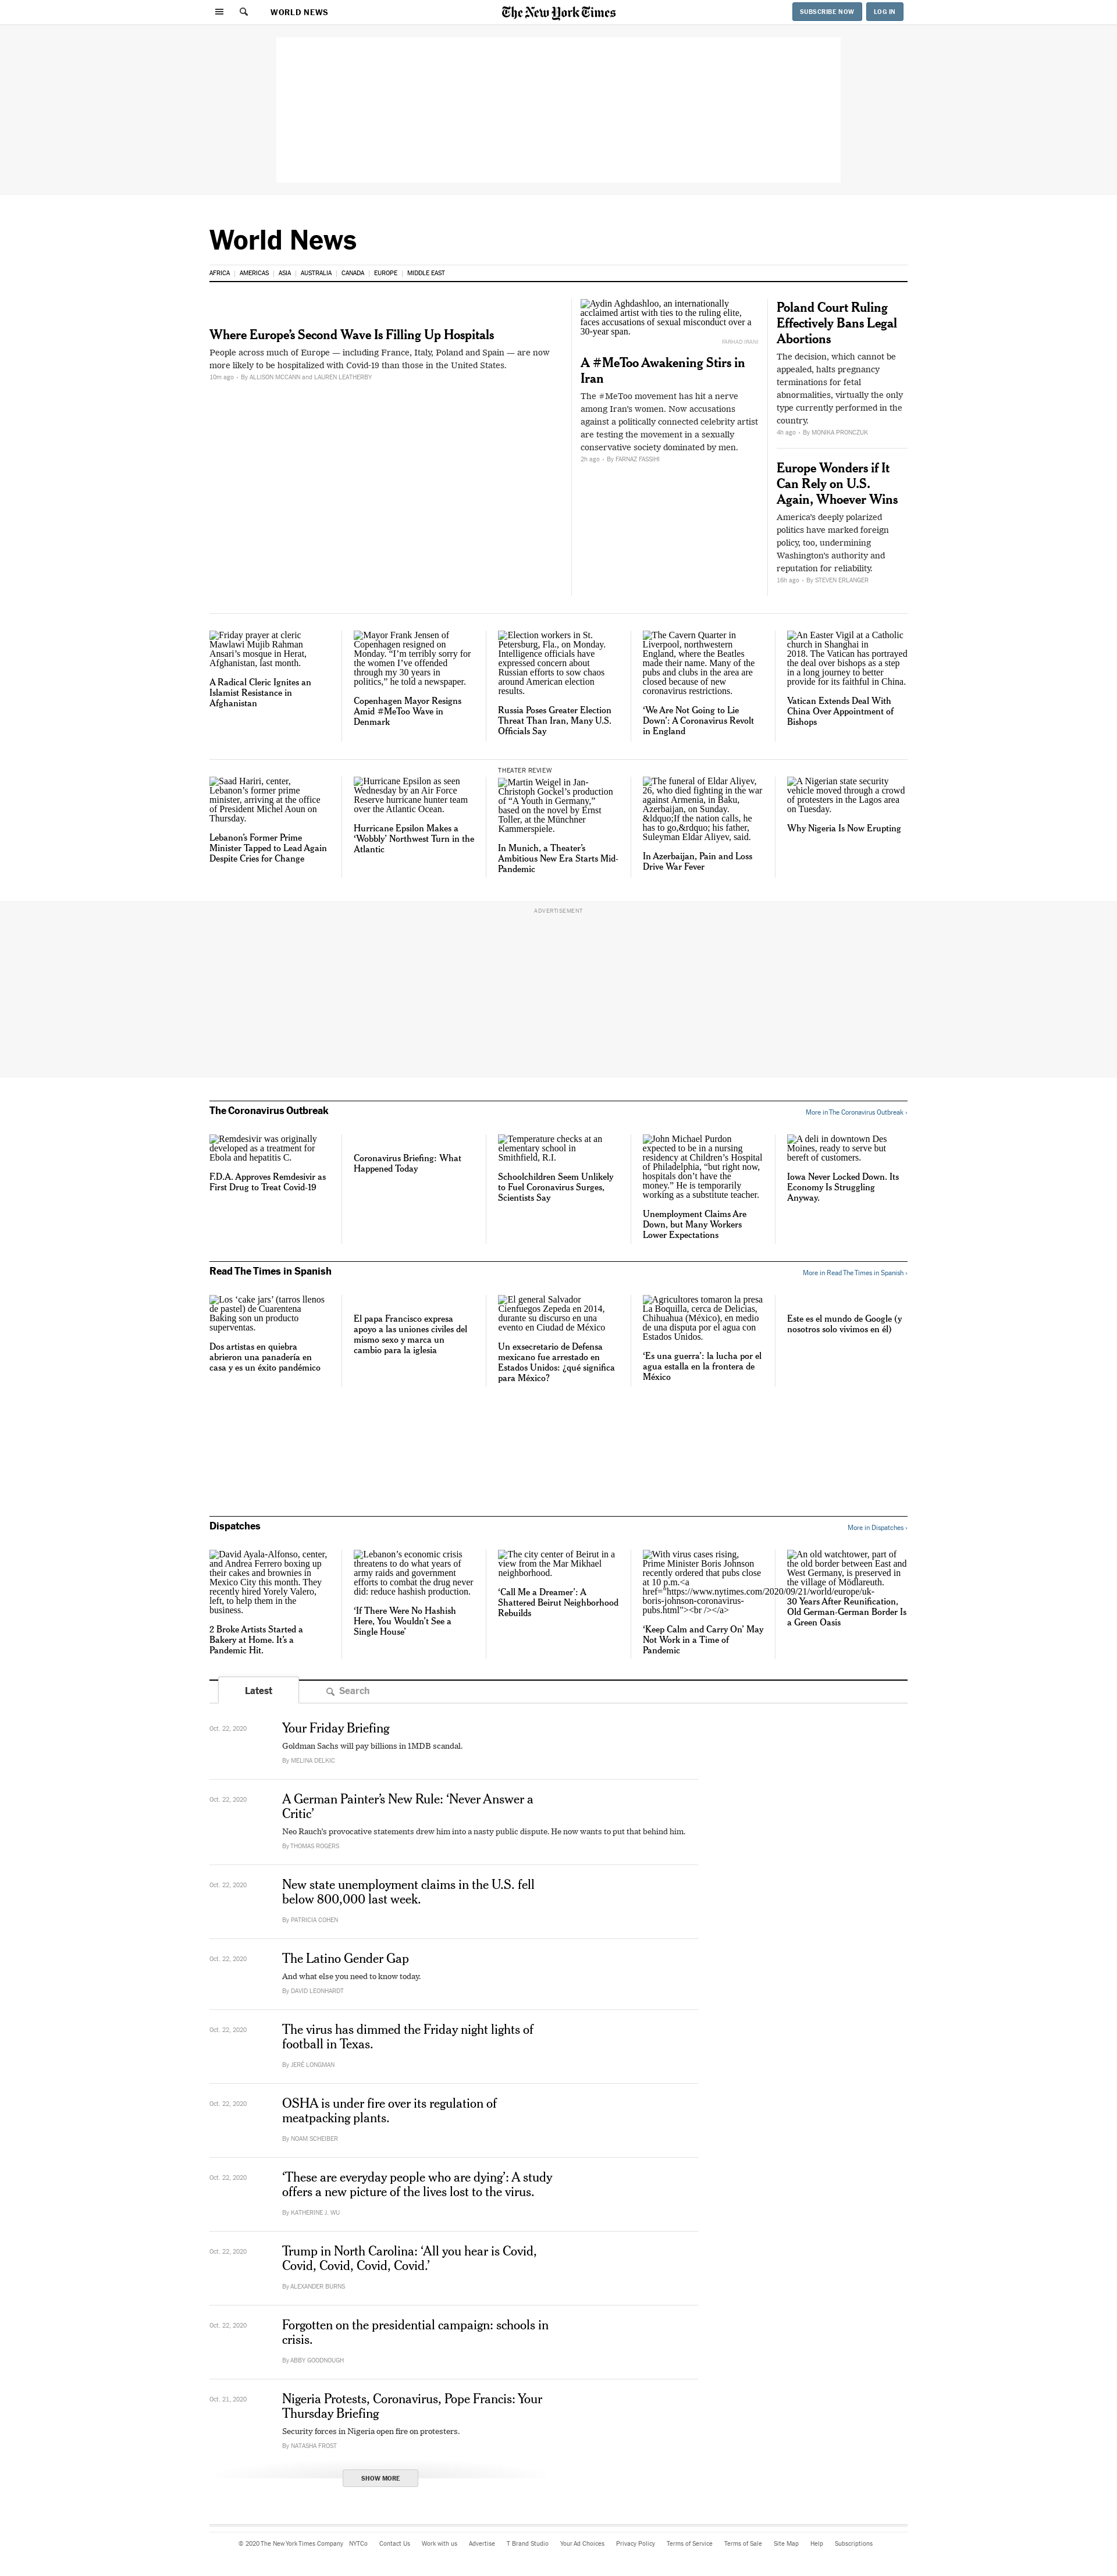 WORLD NEWS
The New York Times
SUBSCRIBE NOW
LOG IN
World News
AFRICA
AMERICAS
ASIA
AUSTRALIA
CANADA
EUROPE
MIDDLE EAST
Where Europe's Second Wave Is Filling Up Hospitals
People across much of Europe — including France, Italy, Poland and Spain — are now
more likely to be hospitalized with Covid-19 than those in the United States.
10m ago - By ALLISON MCCANN and LAUREN LEATHERBY
Aydin Aghdashloo, an internationally
acclaimed artist with ties to the ruling elite,
faces accusations of sexual misconduct over a
30-year span.
FARHAD IRANI
A #MeToo Awakening Stirs in
Iran
The #MeToo movement has hit a nerve
among Iran's women. Now accusations
against a politically connected celebrity artist
are testing the movement in a sexually
conservative society dominated by men.
2h ago - By FARNAZ FASSIHI
Poland Court Ruling
Effectively Bans Legal
Abortions
The decision, which cannot be
appealed, halts pregnancy
terminations for fetal
abnormalities, virtually the only
type currently performed in the
country.
4h ago - By MONIKA PRONCZUK
Europe Wonders if It
Can Rely on U.S.
Again, Whoever Wins
America's deeply polarized
politics have marked foreign
policy, too, undermining
Washington's authority and
reputation for reliability.
16h ago - By STEVEN ERLANGER
Friday prayer at cleric
Mawlawi Mujib Rahman
Ansari's mosque in Herat,
Afghanistan, last month.
A Radical Cleric Ignites an
Islamist Resistance in
Afghanistan
Mayor Frank Jensen of
Copenhagen resigned on
Monday. “I'm terribly sorry for
the women I've offended
through my 30 years in
politics,” he told a newspaper.
Copenhagen Mayor Resigns
Amid #MeToo Wave in
Denmark
Election workers in St.
Petersburg, Fla., on Monday.
Intelligence officials have
expressed concern about
Russian efforts to sow chaos
around American election
results.
Russia Poses Greater Election
Threat Than Iran, Many U.S.
Officials Say
The Cavern Quarter in
Liverpool, northwestern
England, where the Beatles
made their name. Many of the
pubs and clubs in the area are
closed because of new
coronavirus restrictions.
‘We Are Not Going to Lie
Down’: A Coronavirus Revolt
in England
An Easter Vigil at a Catholic
church in Shanghai in
2018. The Vatican has portrayed
the deal over bishops as a step
in a long journey to better
provide for its faithful in China.
Vatican Extends Deal With
China Over Appointment of
Bishops
Saad Hariri, center,
Lebanon's former prime
minister, arriving at the office
of President Michel Aoun on
Thursday.
Lebanon's Former Prime
Minister Tapped to Lead Again
Despite Cries for Change
Hurricane Epsilon as seen
Wednesday by an Air Force
Reserve hurricane hunter team
over the Atlantic Ocean.
Hurricane Epsilon Makes a
‘Wobbly’ Northwest Turn in the
Atlantic
THEATER REVIEW
Martin Weigel in Jan-
Christoph Gockel's production
of “A Youth in Germany,”
based on the novel by Ernst
Toller, at the Münchner
Kammerspiele.
In Munich, a Theater's
Ambitious New Era Starts Mid-
Pandemic
The funeral of Eldar Aliyev,
26, who died fighting in the war
against Armenia, in Baku,
Azerbaijan, on Sunday.
&ldquo;If the nation calls, he
has to go,&rdquo; his father,
Suleyman Eldar Aliyev, said.
In Azerbaijan, Pain and Loss
Drive War Fever
A Nigerian state security
vehicle moved through a crowd
of protesters in the Lagos area
on Tuesday.
Why Nigeria Is Now Erupting
ADVERTISEMENT
The Coronavirus Outbreak
More in The Coronavirus Outbreak ›
Remdesivir was originally
developed as a treatment for
Ebola and hepatitis C.
F.D.A. Approves Remdesivir as
First Drug to Treat Covid-19
Coronavirus Briefing: What
Happened Today
Temperature checks at an
elementary school in
Smithfield, R.I.
Schoolchildren Seem Unlikely
to Fuel Coronavirus Surges,
Scientists Say
John Michael Purdon
expected to be in a nursing
residency at Children's Hospital
of Philadelphia, “but right now,
hospitals don't have the
money.” He is temporarily
working as a substitute teacher.
Unemployment Claims Are
Down, but Many Workers
Lower Expectations
A deli in downtown Des
Moines, ready to serve but
bereft of customers.
Iowa Never Locked Down. Its
Economy Is Struggling
Anyway.
Read The Times in Spanish
More in Read The Times in Spanish ›
Los ‘cake jars’ (tarros llenos
de pastel) de Cuarentena
Baking son un producto
superventas.
Dos artistas en quiebra
abrieron una panadería en
casa y es un éxito pandémico
El papa Francisco expresa
apoyo a las uniones civiles del
mismo sexo y marca un
cambio para la iglesia
El general Salvador
Cienfuegos Zepeda en 2014,
durante su discurso en una
evento en Ciudad de México
Un exsecretario de Defensa
mexicano fue arrestado en
Estados Unidos: ¿qué significa
para México?
Agricultores tomaron la presa
La Boquilla, cerca de Delicias,
Chihuahua (México), en medio
de una disputa por el agua con
Estados Unidos.
‘Es una guerra’: la lucha por el
agua estalla en la frontera de
México
Este es el mundo de Google (y
nosotros solo vivimos en él)
Dispatches
More in Dispatches ›
David Ayala-Alfonso, center,
and Andrea Ferrero boxing up
their cakes and brownies in
Mexico City this month. They
recently hired Yorely Valero,
left, to help them in the
business.
2 Broke Artists Started a
Bakery at Home. It's a
Pandemic Hit.
Lebanon's economic crisis
threatens to do what years of
army raids and government
efforts to combat the drug never
did: reduce hashish production.
‘If There Were No Hashish
Here, You Wouldn't See a
Single House’
The city center of Beirut in a
view from the Mar Mikhael
neighborhood.
‘Call Me a Dreamer’: A
Shattered Beirut Neighborhood
Rebuilds
With virus cases rising,
Prime Minister Boris Johnson
recently ordered that pubs close
at 10 p.m.<a
href="https://www.nytimes.com/2020/09/21/world/europe/uk-
boris-johnson-coronavirus-
pubs.html"><br /></a>
‘Keep Calm and Carry On’ May
Not Work in a Time of
Pandemic
An old watchtower, part of
the old border between East and
West Germany, is preserved in
the village of Mödlareuth.
30 Years After Reunification,
Old German-German Border Is
a Green Oasis
Latest
Search
Oct. 22, 2020
Your Friday Briefing
Goldman Sachs will pay billions in 1MDB scandal.
By MELINA DELKIC
Oct. 22, 2020
A German Painter's New Rule: ‘Never Answer a
Critic’
Neo Rauch's provocative statements drew him into a nasty public dispute. He now wants to put that behind him.
By THOMAS ROGERS
Oct. 22, 2020
New state unemployment claims in the U.S. fell
below 800,000 last week.
By PATRICIA COHEN
Oct. 22, 2020
The Latino Gender Gap
And what else you need to know today.
By DAVID LEONHARDT
Oct. 22, 2020
The virus has dimmed the Friday night lights of
football in Texas.
By JERÉ LONGMAN
Oct. 22, 2020
OSHA is under fire over its regulation of
meatpacking plants.
By NOAM SCHEIBER
Oct. 22, 2020
‘These are everyday people who are dying’: A study
offers a new picture of the lives lost to the virus.
By KATHERINE J. WU
Oct. 22, 2020
Trump in North Carolina: ‘All you hear is Covid,
Covid, Covid, Covid, Covid.’
By ALEXANDER BURNS
Oct. 22, 2020
Forgotten on the presidential campaign: schools in
crisis.
By ABBY GOODNOUGH
Oct. 21, 2020
Nigeria Protests, Coronavirus, Pope Francis: Your
Thursday Briefing
Security forces in Nigeria open fire on protesters.
By NATASHA FROST
SHOW MORE
© 2020 The New York Times Company
NYTCo
Contact Us
Work with us
Advertise
T Brand Studio
Your Ad Choices
Privacy Policy
Terms of Service
Terms of Sale
Site Map
Help
Subscriptions